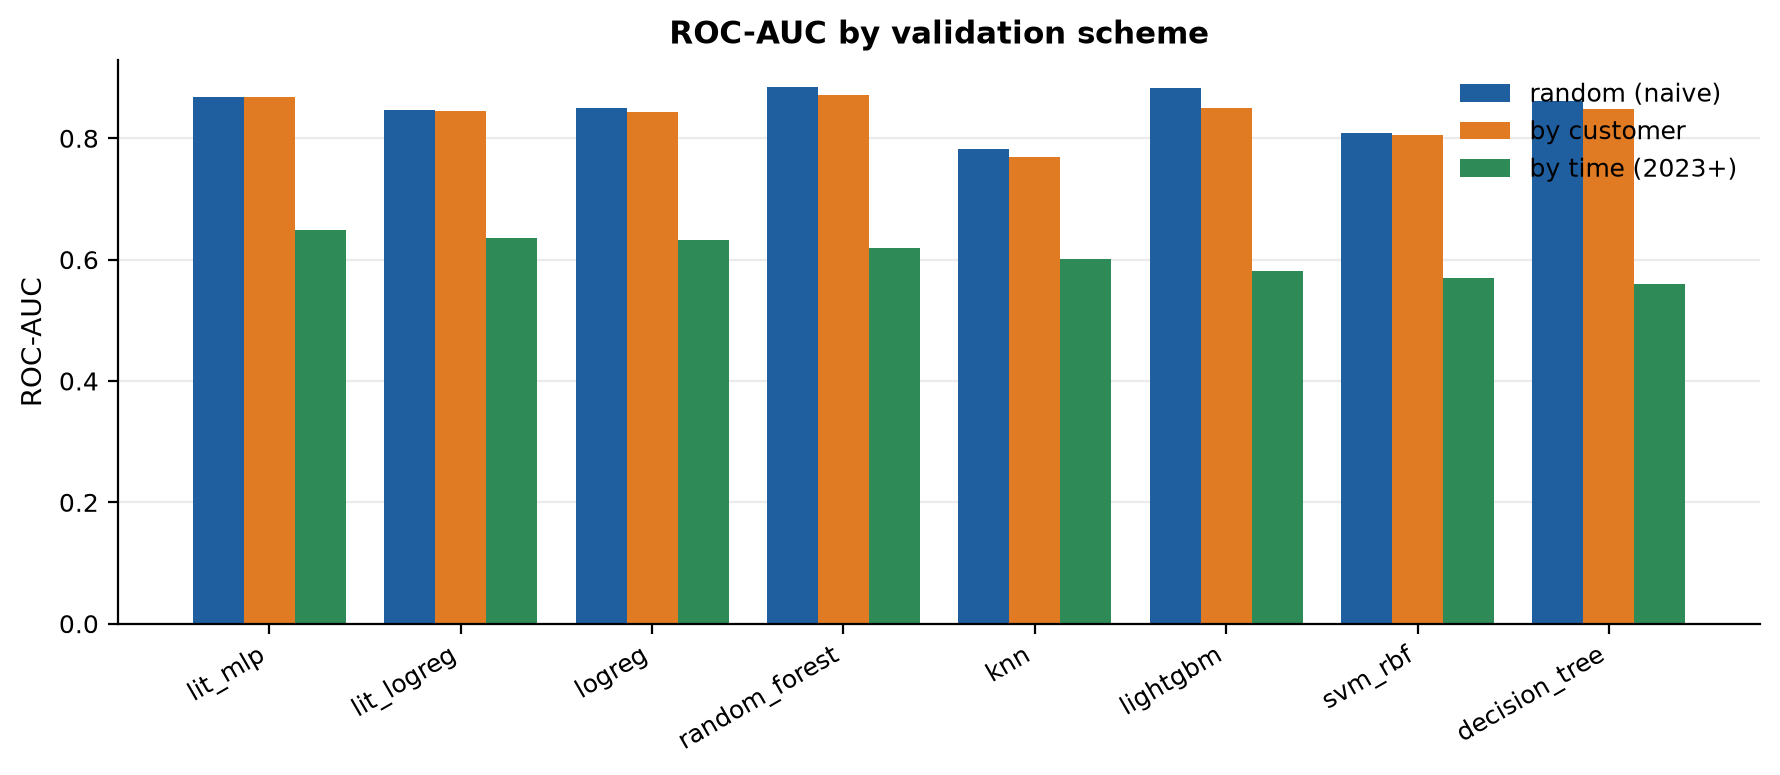 ROC-AUC by validation scheme
random (naive)
by customer
by time (2023+)
ROC-AUC
0.8
0.6
0.4
0.2
0.0
lit_mlp
lit_logreg
logreg
random_forest
knn
lightgbm
svm_rbf
decision_tree